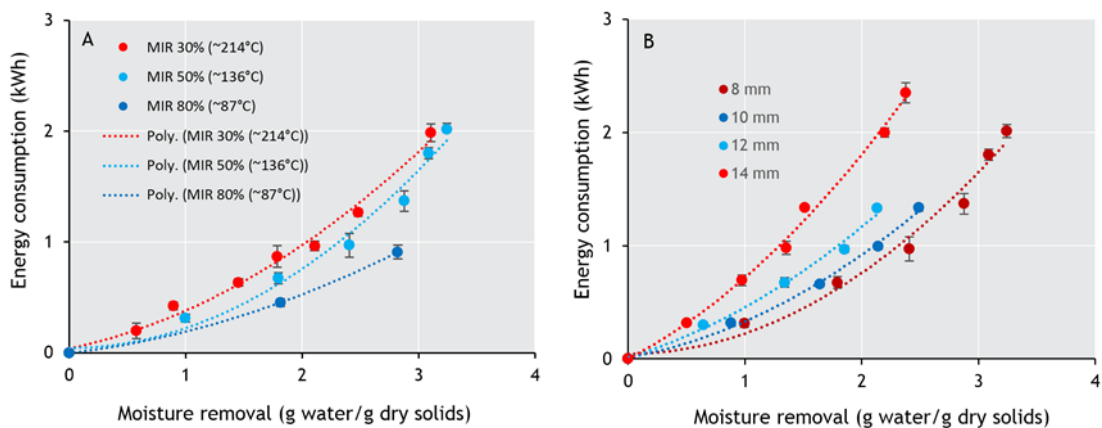 A
MIR 30% (~214°C)
MIR 50% (~136°C)
MIR 80% (~87°C)
Poly. (MIR 30% (~214°C))
Poly. (MIR 50% (~136°C))
Poly. (MIR 80% (~87°C))
Energy consumption (kWh)
3
2
1
0
0 1 2 3 4
Moisture removal (g water/g dry solids)
B
8 mm
10 mm
12 mm
14 mm
Energy consumption (kWh)
3
2
1
0
0 1 2 3 4
Moisture removal (g water/g dry solids)